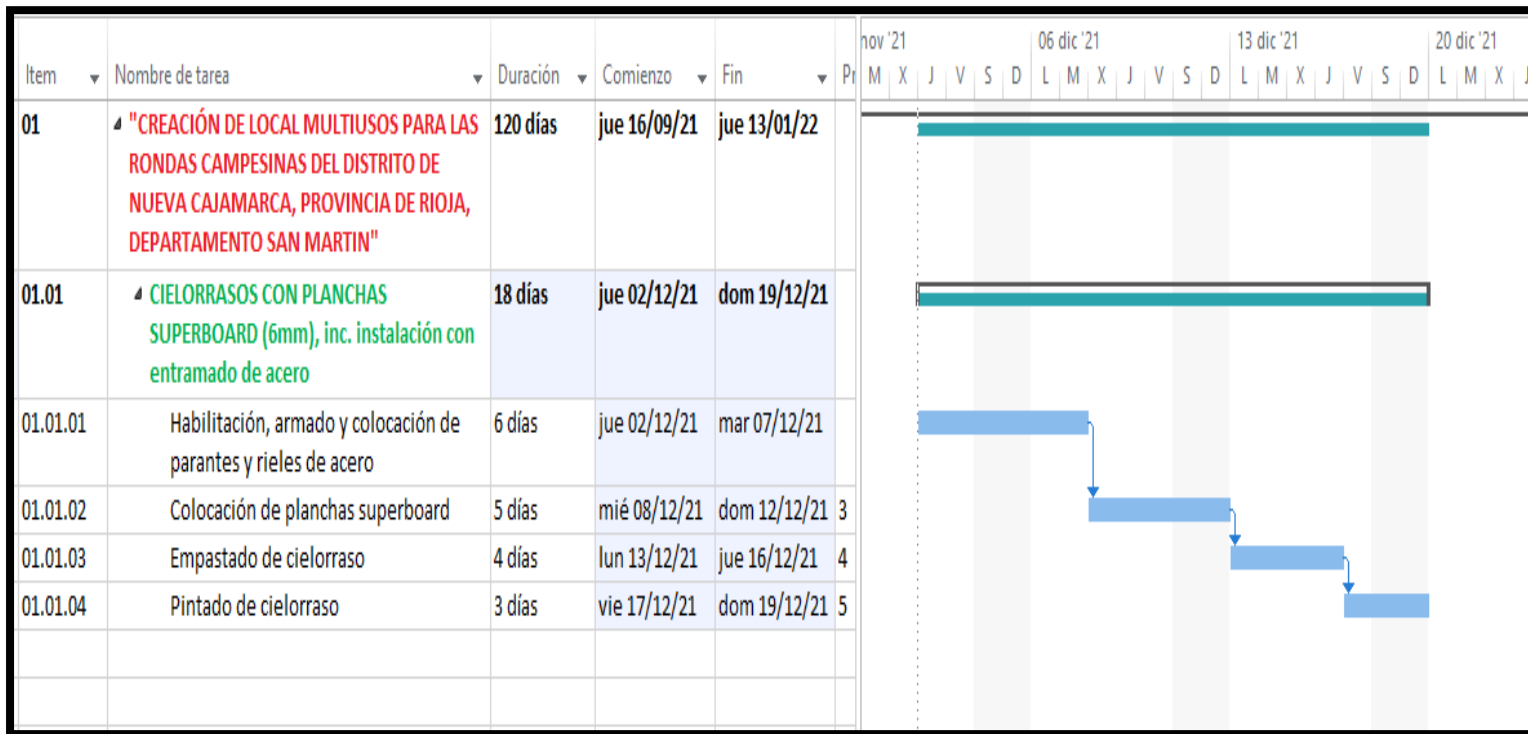 nov '21 06 dic '21 13 dic '21 20 dic '21
Item Nombre de tarea Duración Comienzo Fin Pr M X J V S D L M X J V S D L M X J V S D L M X J
01 "CREACIÓN DE LOCAL MULTIUSOS PARA LAS 120 días jue 16/09/21 jue 13/01/22
RONDAS CAMPESINAS DEL DISTRITO DE
NUEVA CAJAMARCA, PROVINCIA DE RIOJA,
DEPARTAMENTO SAN MARTIN"
01.01 CIELORRASOS CON PLANCHAS 18 días jue 02/12/21 dom 19/12/21
SUPERBOARD (6mm), inc. instalación con
entramado de acero
01.01.01 Habilitación, armado y colocación de 6 días jue 02/12/21 mar 07/12/21
parantes y rieles de acero
01.01.02 Colocación de planchas superboard 5 días mié 08/12/21 dom 12/12/21 3
01.01.03 Empastado de cielorraso 4 días lun 13/12/21 jue 16/12/21 4
01.01.04 Pintado de cielorraso 3 días vie 17/12/21 dom 19/12/21 5